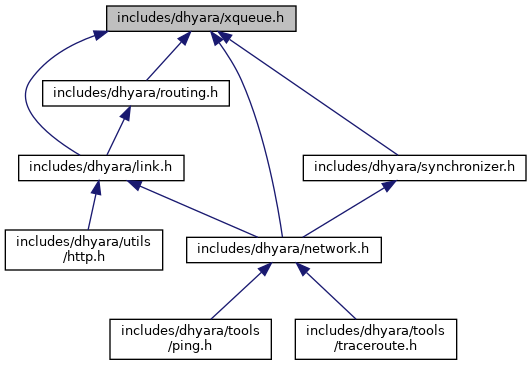 includes/dhyara/xqueue.h
includes/dhyara/routing.h
includes/dhyara/link.h
includes/dhyara/synchronizer.h
includes/dhyara/utils
/http.h
includes/dhyara/network.h
includes/dhyara/tools
/ping.h
includes/dhyara/tools
/traceroute.h